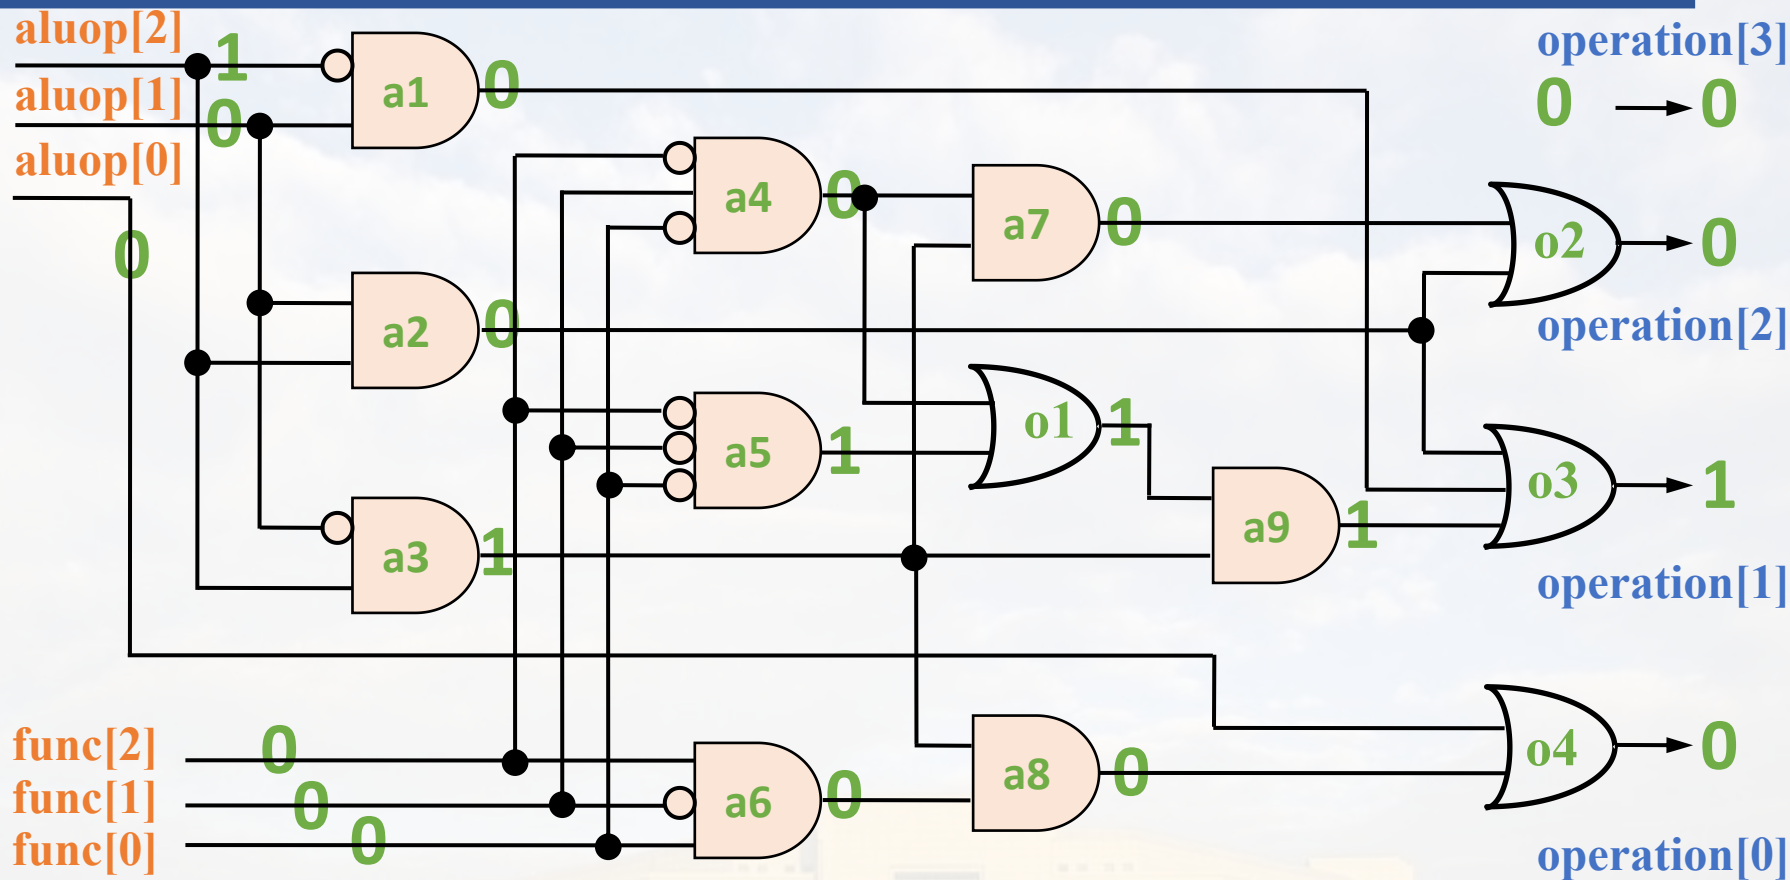 aluop[2]
1
aluop[1]
0
aluop[0]
0
a1
0
a2
0
a3
1
a4
0
a5
1
a6
0
a7
0
o1
1
a8
0
a9
1
operation[3]
0
0
o2
0
operation[2]
o3
1
operation[1]
o4
0
operation[0]
func[2]
0
func[1]
0
func[0]
0